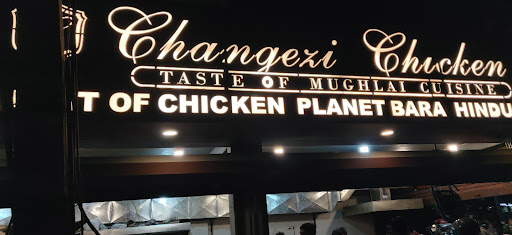 Changezi Chicken
TASTE OF MUGHLAI CUISINE
T OF CHICKEN PLANET BARA HINDU